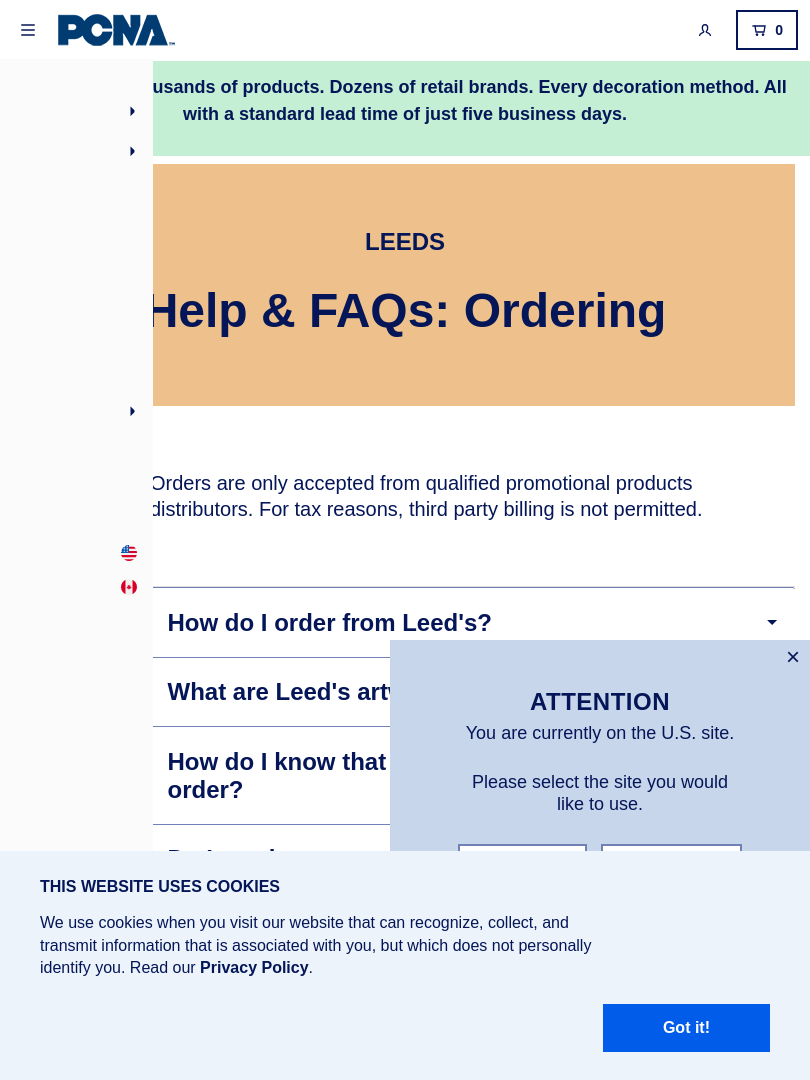 PCNA
0
usands of products. Dozens of retail brands. Every decoration method. All
with a standard lead time of just five business days.
LEEDS
Help & FAQs: Ordering
Orders are only accepted from qualified promotional products
distributors. For tax reasons, third party billing is not permitted.
How do I order from Leed's?
What are Leed's
How do I know that
order?
ATTENTION
You are currently on the U.S. site.
Please select the site you would
like to use.
THIS WEBSITE USES COOKIES
We use cookies when you visit our website that can recognize, collect, and
transmit information that is associated with you, but which does not personally
identify you. Read our Privacy Policy.
Got it!